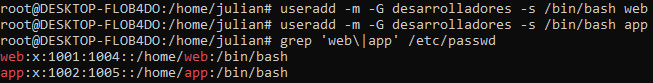 root@DESKTOP-FLOB4DO:/home/julian# useradd -m -G desarrolladores -s /bin/bash web
root@DESKTOP-FLOB4DO:/home/julian# useradd -m -G desarrolladores -s /bin/bash app
root@DESKTOP-FLOB4DO:/home/julian# grep 'web\|app' /etc/passwd
web:x:1001:1004::/home/web:/bin/bash
app:x:1002:1005::/home/app:/bin/bash